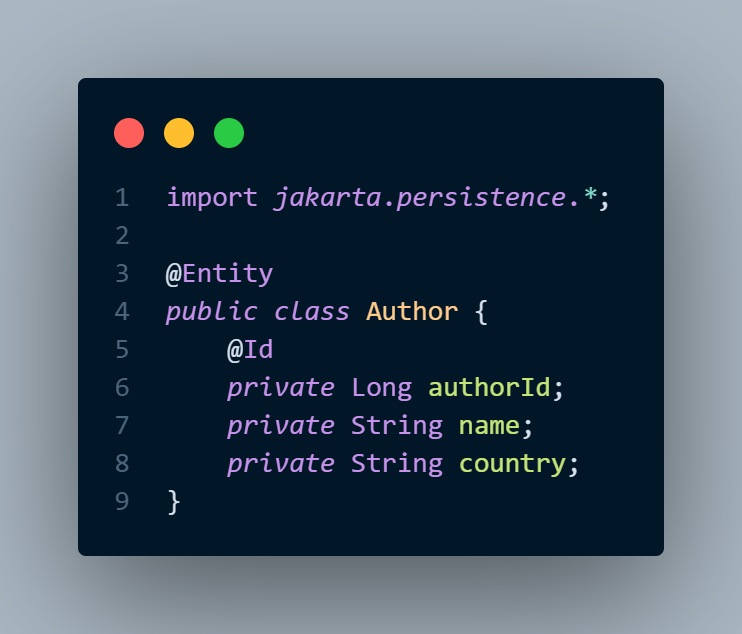 1 import jakarta.persistence.*;
2
3 @Entity
4 public class Author {
5     @Id
6     private Long authorId;
7     private String name;
8     private String country;
9 }